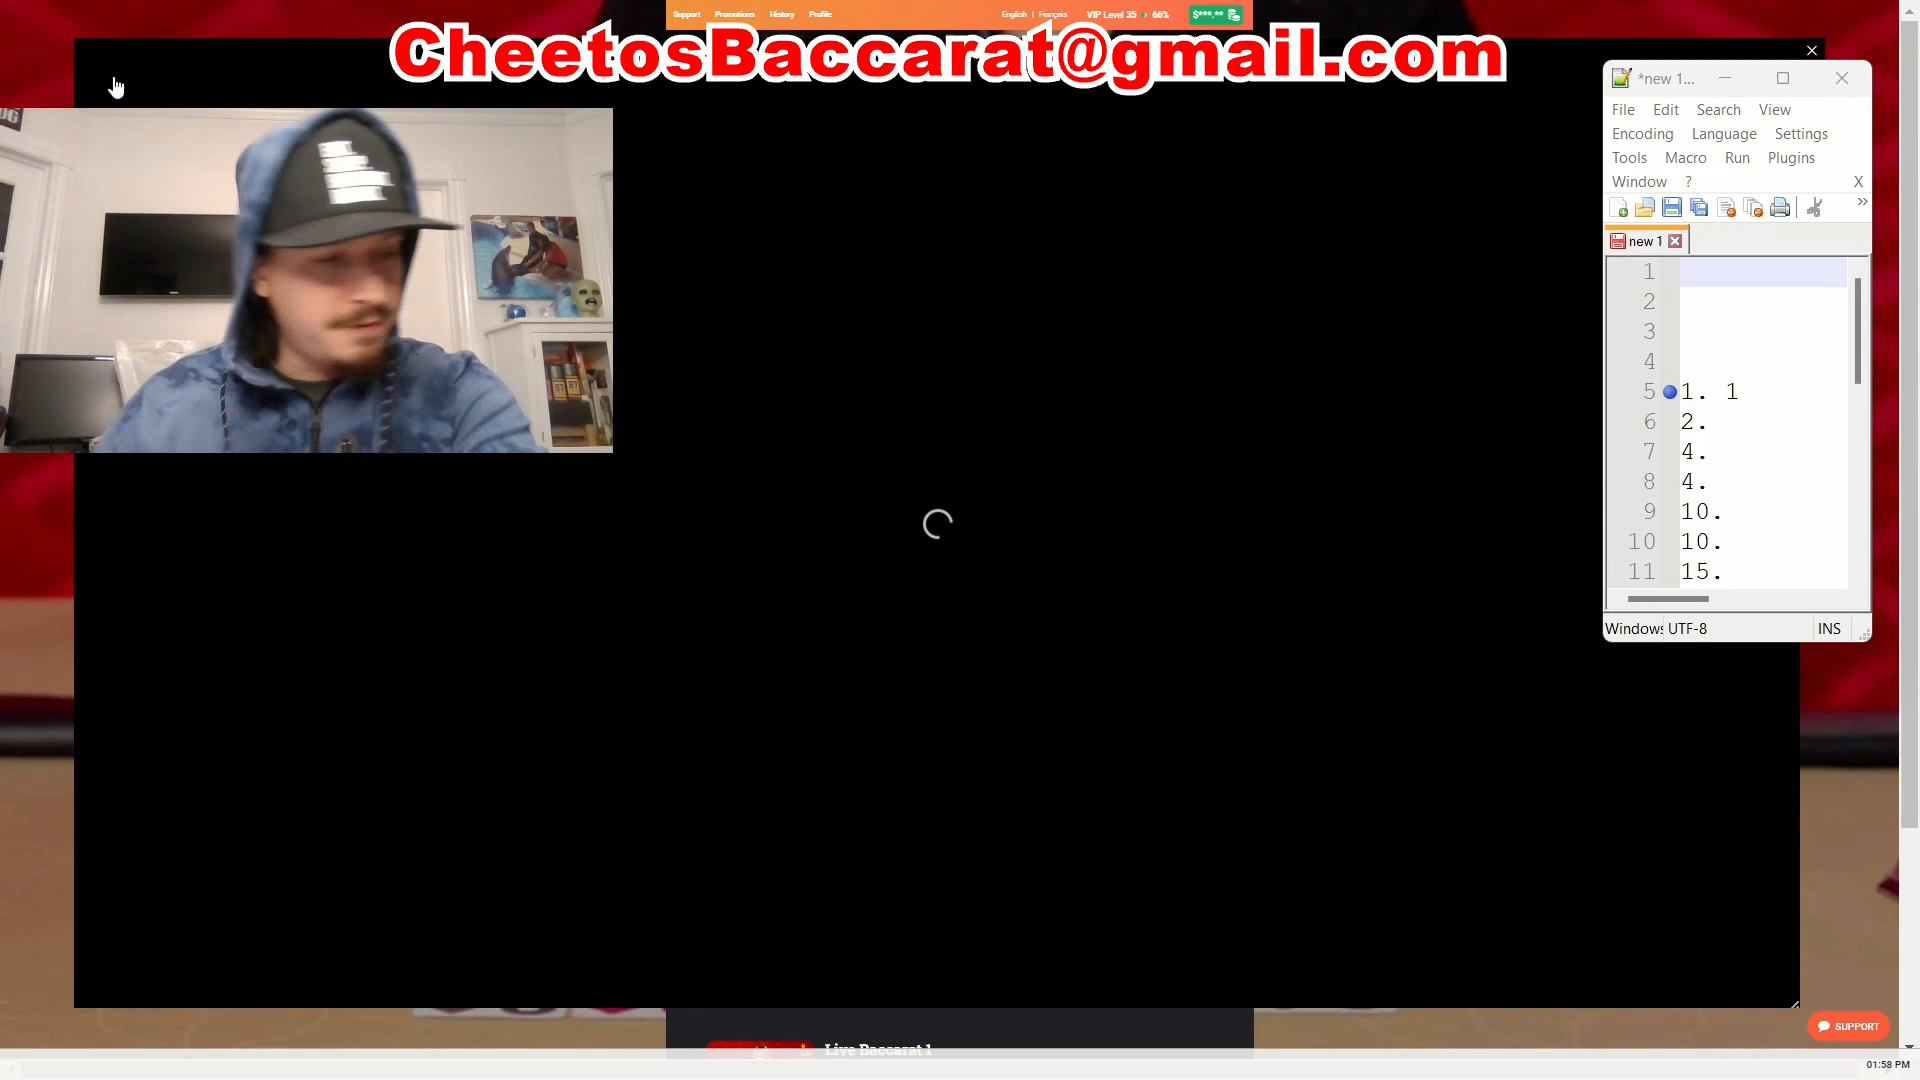 Support Promotions History Profile
English | Français
VIP Level 35 66%
$***.**
CheetosBaccarat@gmail.com
*new 1...
File Edit Search View
Encoding Language Settings
Tools Macro Run Plugins
Window ? X
new 1
1
2
3
4
5 1. 1
6 2.
7 4.
8 4.
9 10.
10 10.
11 15.
Windows UTF-8 INS
SUPPORT
Live Baccarat 1
01:58 PM